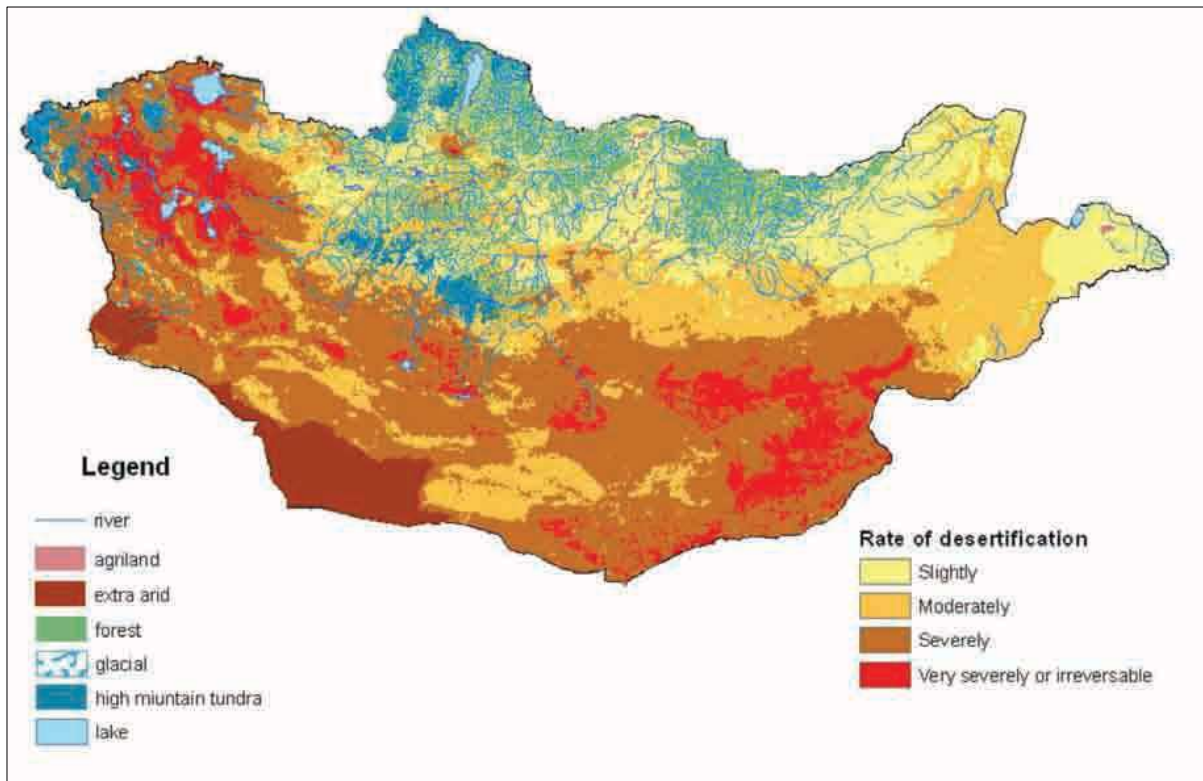 Legend
river
agriland
extra arid
forest
glacial
high miuntain tundra
lake
Rate of desertification
Slightly
Moderately
Severely
Very severely or irreversable